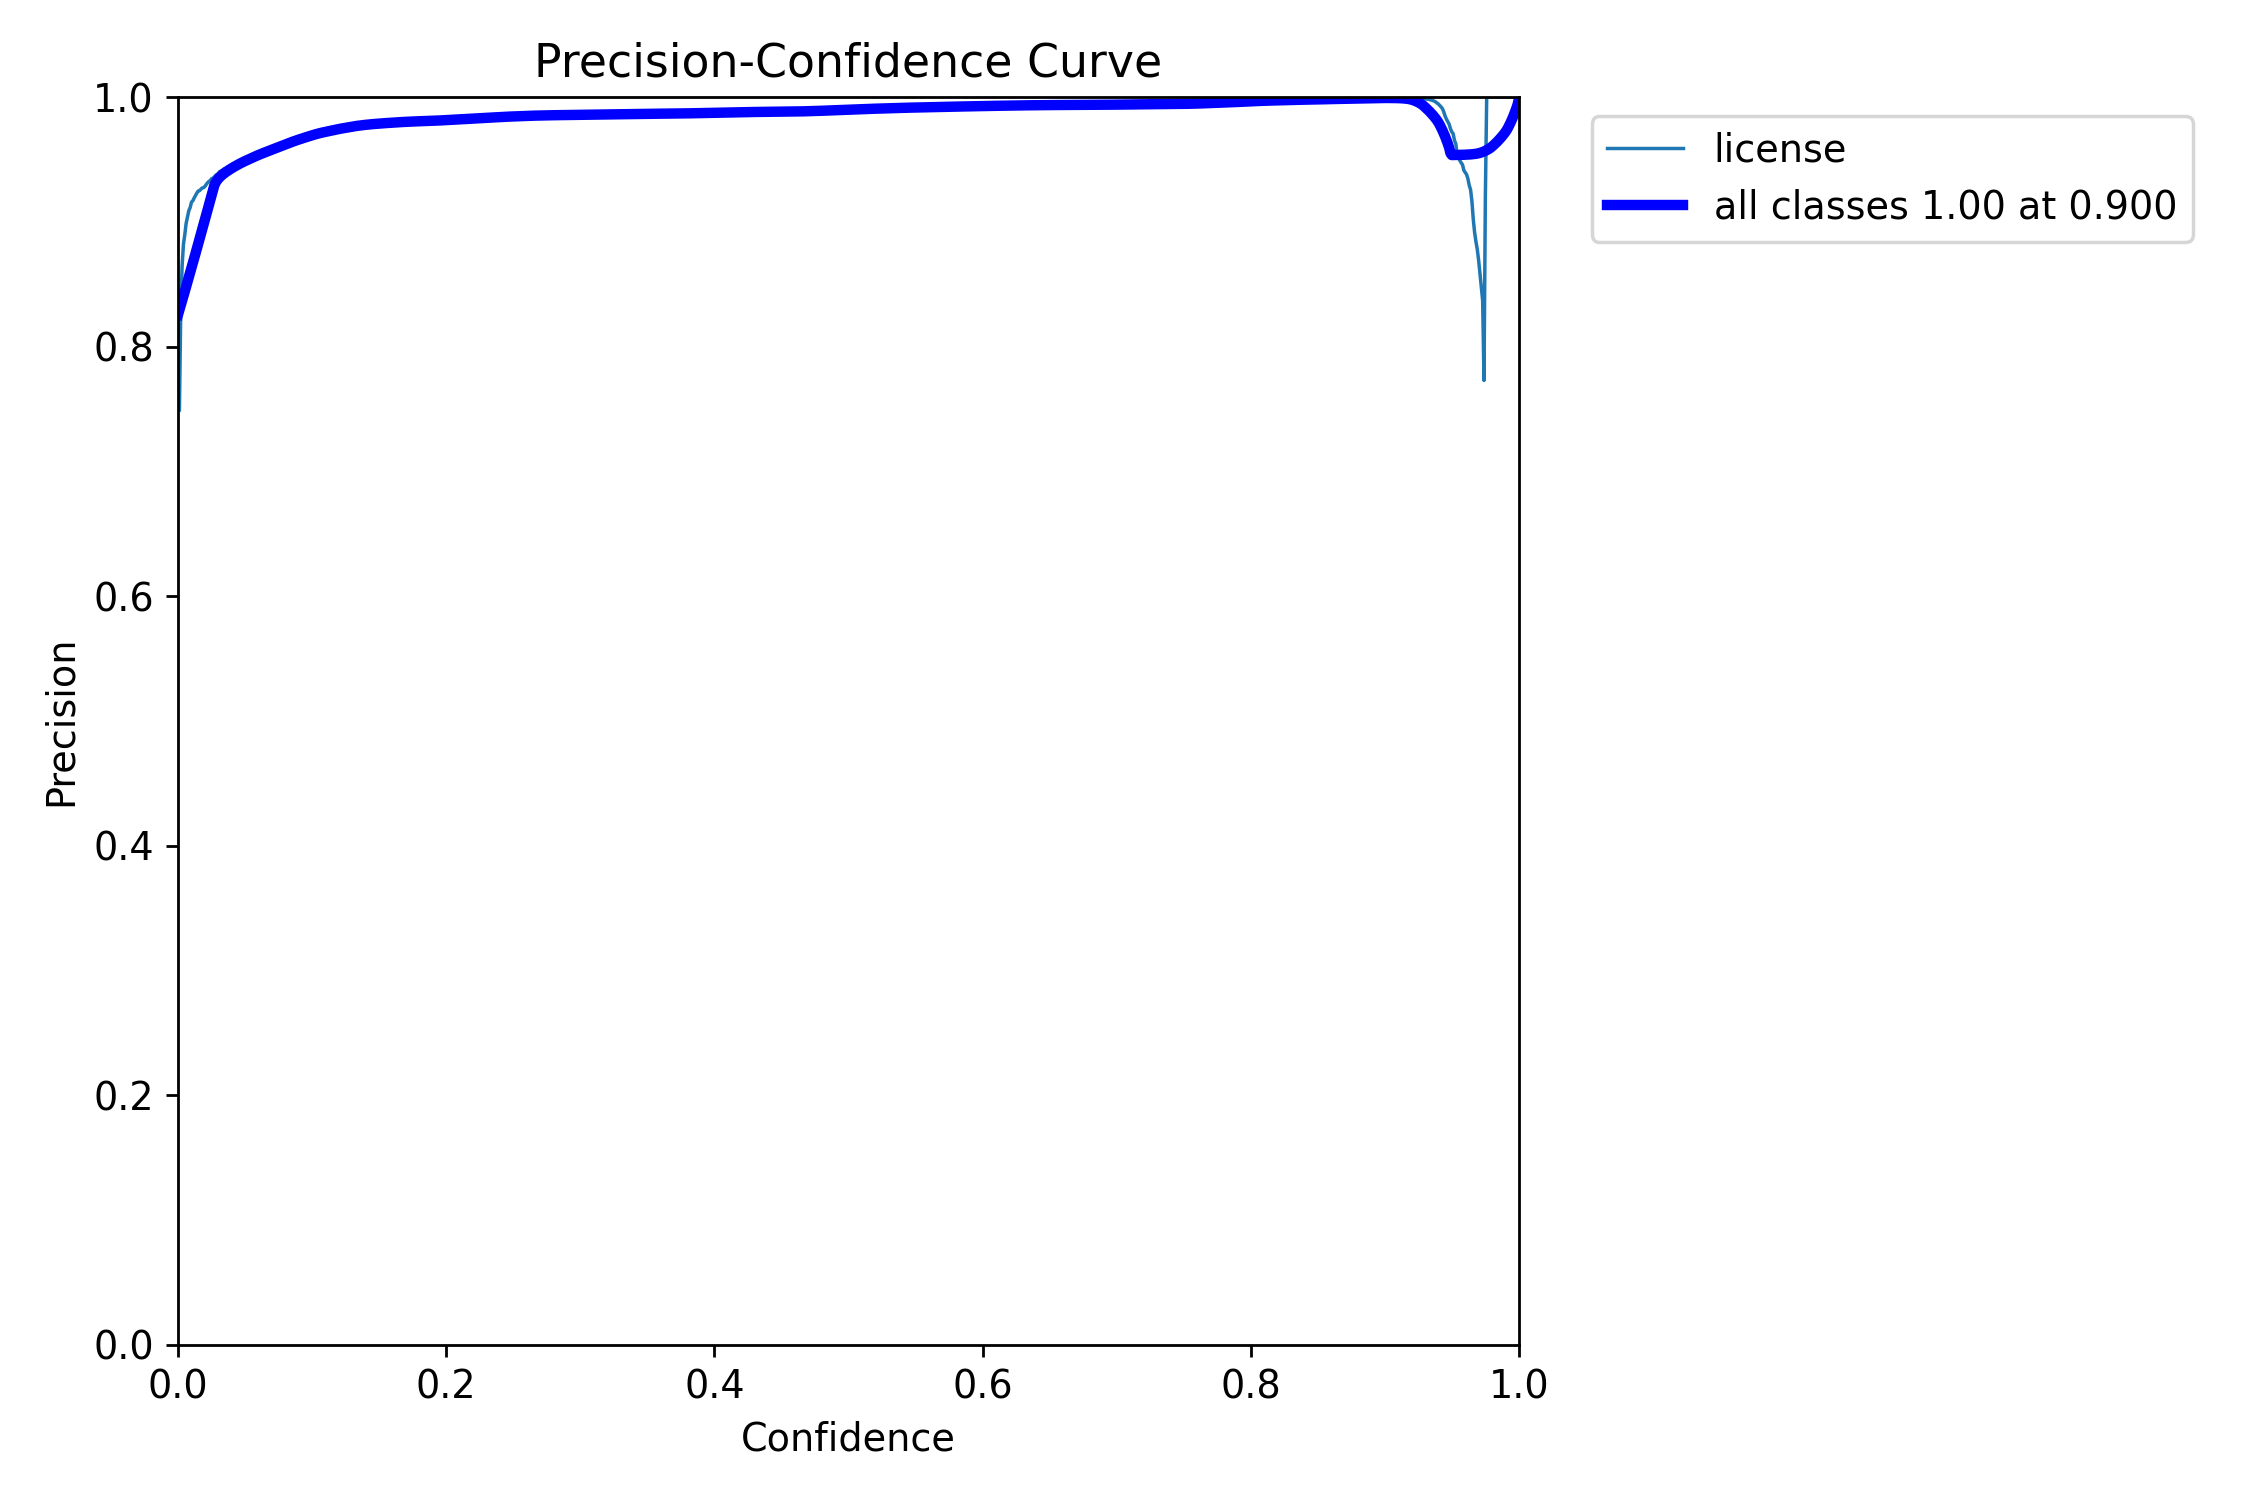 Precision-Confidence Curve
1.0
0.8
0.6
0.4
0.2
0.0
Precision
0.0 0.2 0.4 0.6 0.8 1.0
Confidence
license
all classes 1.00 at 0.900